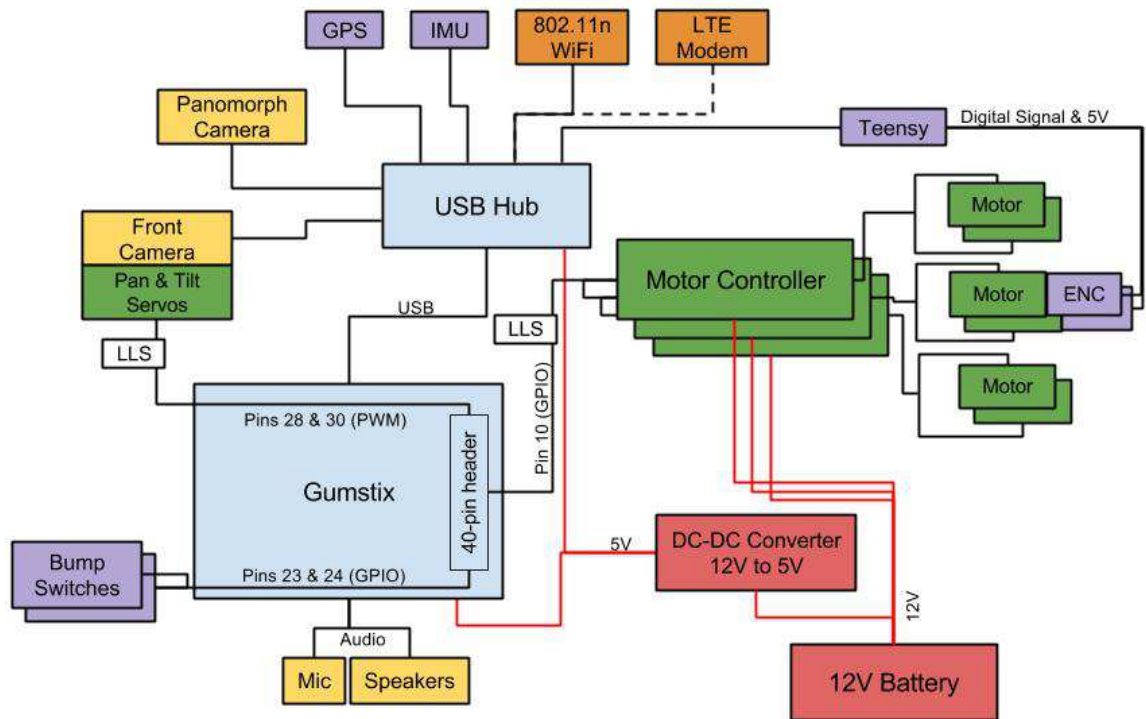 GPS
IMU
802.11n
WiFi
LTE
Modem
Panomorph
Camera
Teensy
Digital Signal & 5V
USB Hub
Front
Camera
Pan & Tilt
Servos
Motor
Motor Controller
Motor
ENC
USB
LLS
LLS
Motor
Pins 28 & 30 (PWM)
Pin 10 (GPIO)
Gumstix
40-pin header
5V
DC-DC Converter
12V to 5V
Bump
Switches
Pins 23 & 24 (GPIO)
12V
Audio
Mic
Speakers
12V Battery